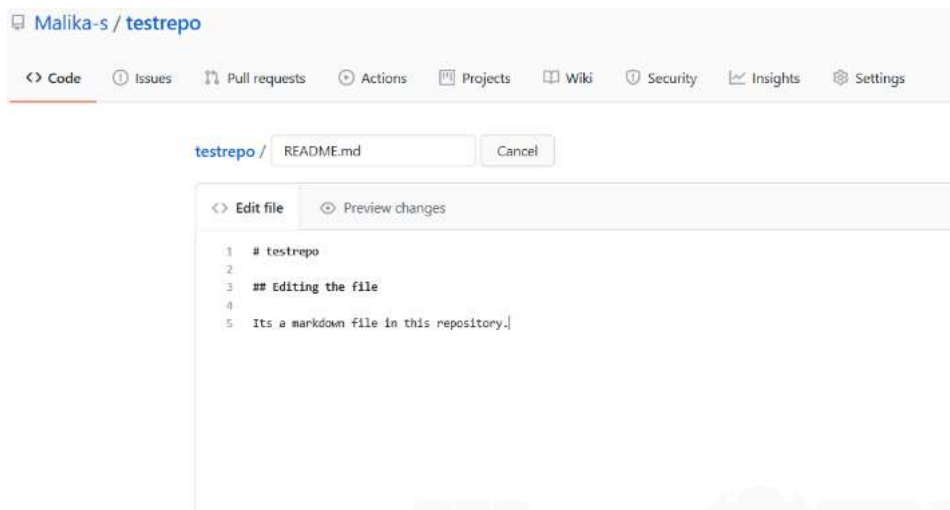 Malika-s / testrepo
<> Code Issues Pull requests Actions Projects Wiki Security Insights Settings
testrepo / README.md Cancel
<> Edit file Preview changes
1 # testrepo
2
3 ## Editing the file
4
5 Its a markdown file in this repository.